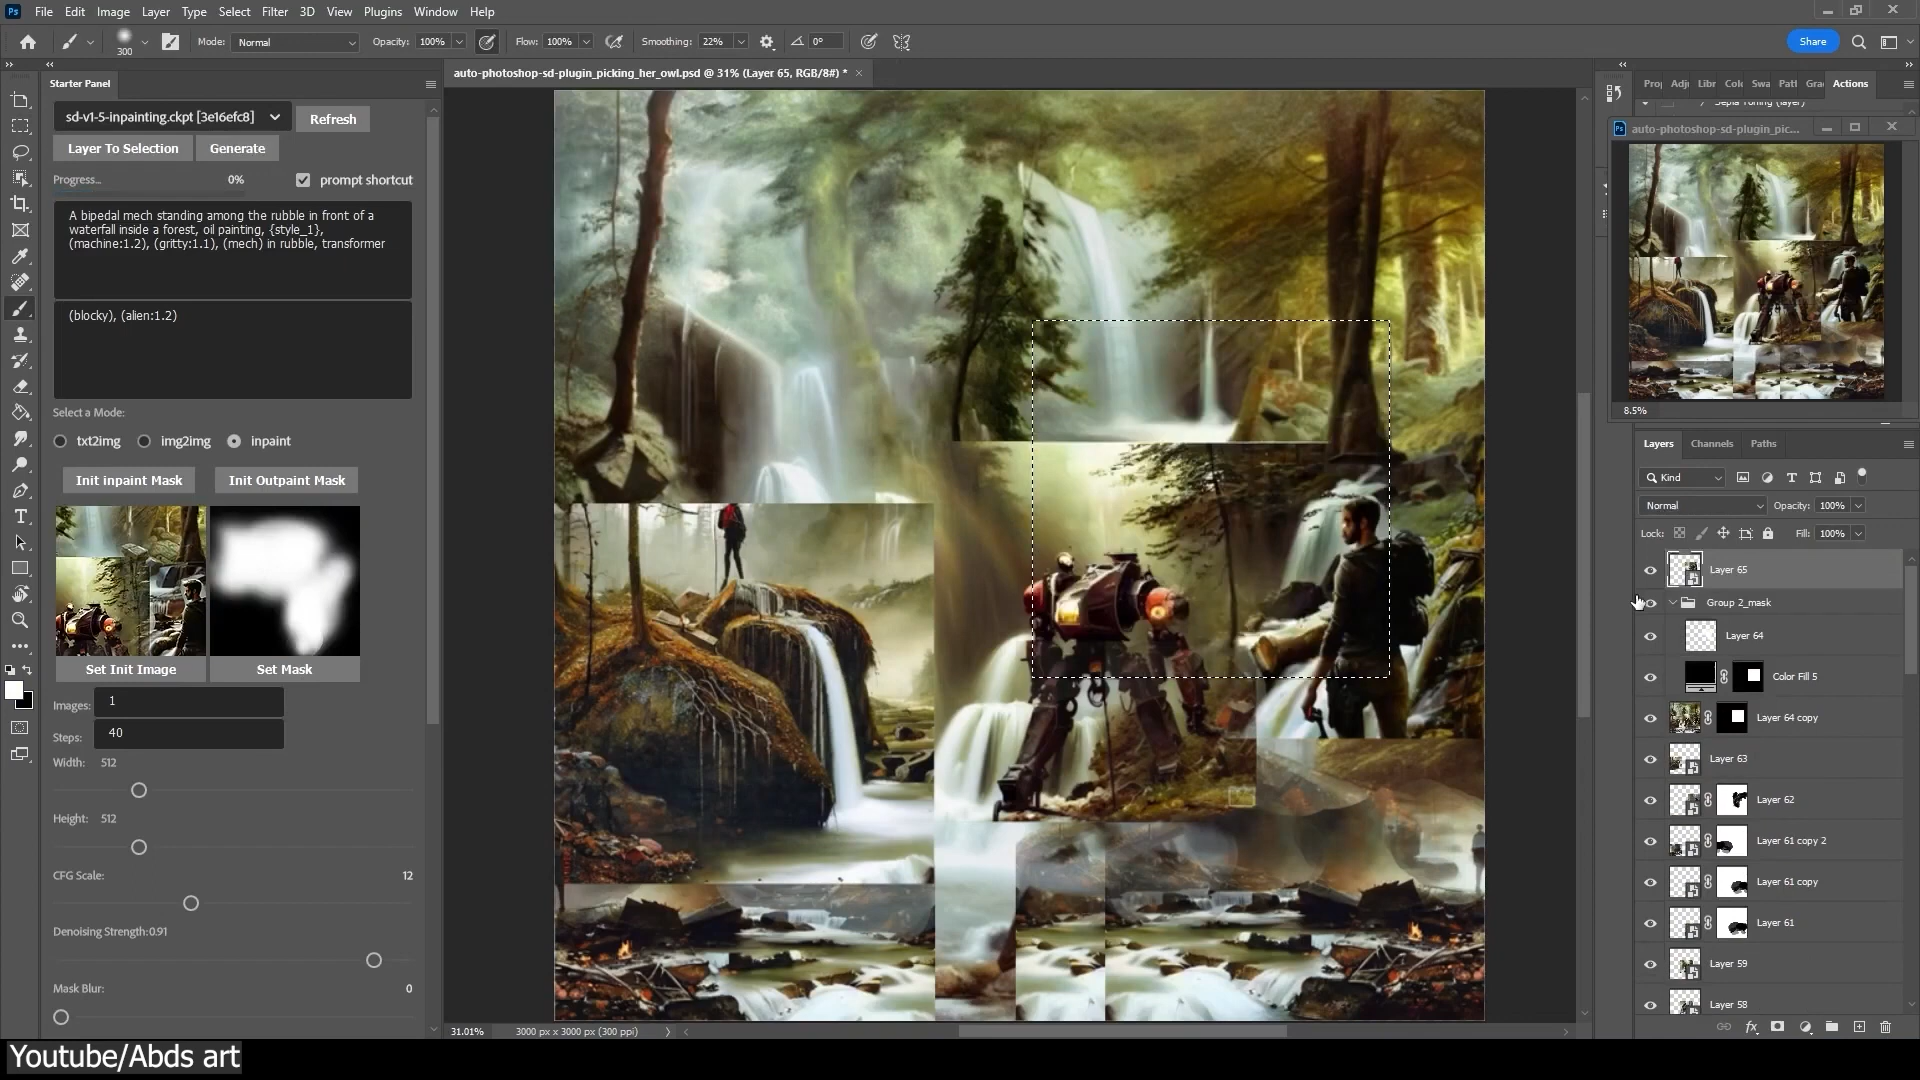 Ps File Edit Image Layer Type Select Filter 3D View Plugins Window Help
300 Mode: Normal Opacity: 100% Flow: 100% Smoothing: 22% 0° Share
Starter Panel
auto-photoshop-sd-plugin_picking_her_owl.psd @ 31% (Layer 65, RGB/8#) *
Actions
Sepia Toning (layer)
sd-v1-5-inpainting.ckpt [3e16efc8] Refresh
Ps auto-photoshop-sd-plugin_pic...
Layer To Selection Generate
Progress... 0% prompt shortcut
A bipedal mech standing among the rubble in front of a
waterfall inside a forest, oil painting, {style_1},
(machine:1.2), (gritty:1.1), (mech) in rubble, transformer
(blocky), (alien:1.2)
8.5%
Select a Mode:
txt2img img2img inpaint
Layers Channels Paths
Init inpaint Mask Init Outpaint Mask
Kind
Normal Opacity: 100%
Lock: Fill: 100%
Layer 65
Group 2_mask
Layer 64
Set Init Image Set Mask
Color Fill 5
Images: 1
Layer 64 copy
Steps: 40
Width: 512
Layer 63
Layer 62
Height: 512
Layer 61 copy 2
CFG Scale: 12
Layer 61 copy
Layer 61
Denoising Strength:0.91
Layer 59
Mask Blur: 0
Layer 58
31.01% 3000 px x 3000 px (300 ppi)
Youtube/Abds art